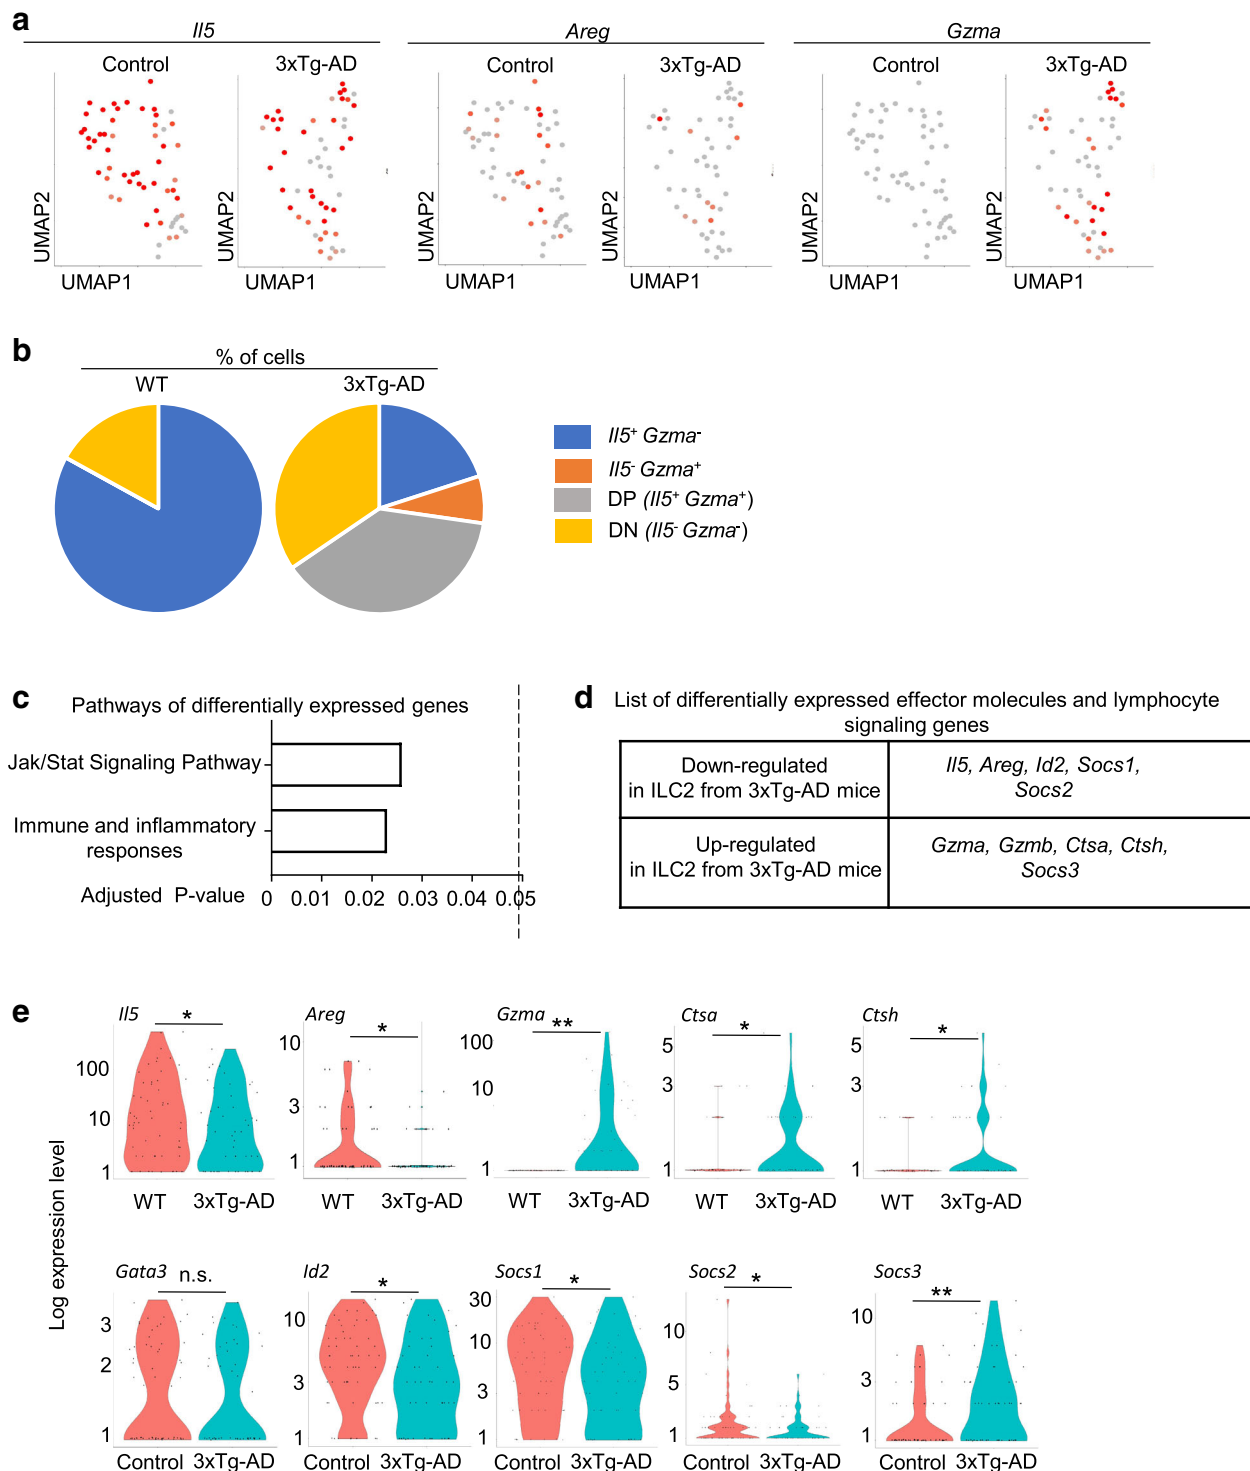 a
Il5
Areg
Gzma
Control
3xTg-AD
Control
3xTg-AD
Control
3xTg-AD
UMAP2
UMAP2
UMAP2
UMAP2
UMAP2
UMAP2
UMAP1
UMAP1
UMAP1
UMAP1
UMAP1
UMAP1
b
% of cells
WT
3xTg-AD
Il5+ Gzma-
Il5- Gzma+
DP (Il5+ Gzma+)
DN (Il5- Gzma-)
c
Pathways of differentially expressed genes
Jak/Stat Signaling Pathway
Immune and inflammatory
responses
Adjusted P-value 0 0.01 0.02 0.03 0.04 0.05
d
List of differentially expressed effector molecules and lymphocyte
signaling genes
Down-regulated
in ILC2 from 3xTg-AD mice
Il5, Areg, Id2, Socs1,
Socs2
Up-regulated
in ILC2 from 3xTg-AD mice
Gzma, Gzmb, Ctsa, Ctsh,
Socs3
e
Log expression level
Il5
*
100
10
1
WT 3xTg-AD
Areg
*
10
3
1
WT 3xTg-AD
Gzma
**
100
10
1
WT 3xTg-AD
Ctsa
*
5
3
1
WT 3xTg-AD
Ctsh
*
5
3
1
WT 3xTg-AD
Gata3
n.s.
3
2
1
Control 3xTg-AD
Id2
*
10
3
1
Control 3xTg-AD
Socs1
*
30
10
3
1
Control 3xTg-AD
Socs2
*
10
5
1
Control 3xTg-AD
Socs3
**
10
3
1
Control 3xTg-AD